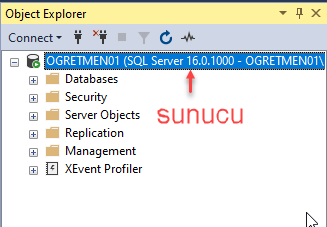 Object Explorer
Connect
OGRETMEN01 (SQL Server 16.0.1000 - OGRETMEN01\
sunucu
Databases
Security
Server Objects
Replication
Management
XEvent Profiler